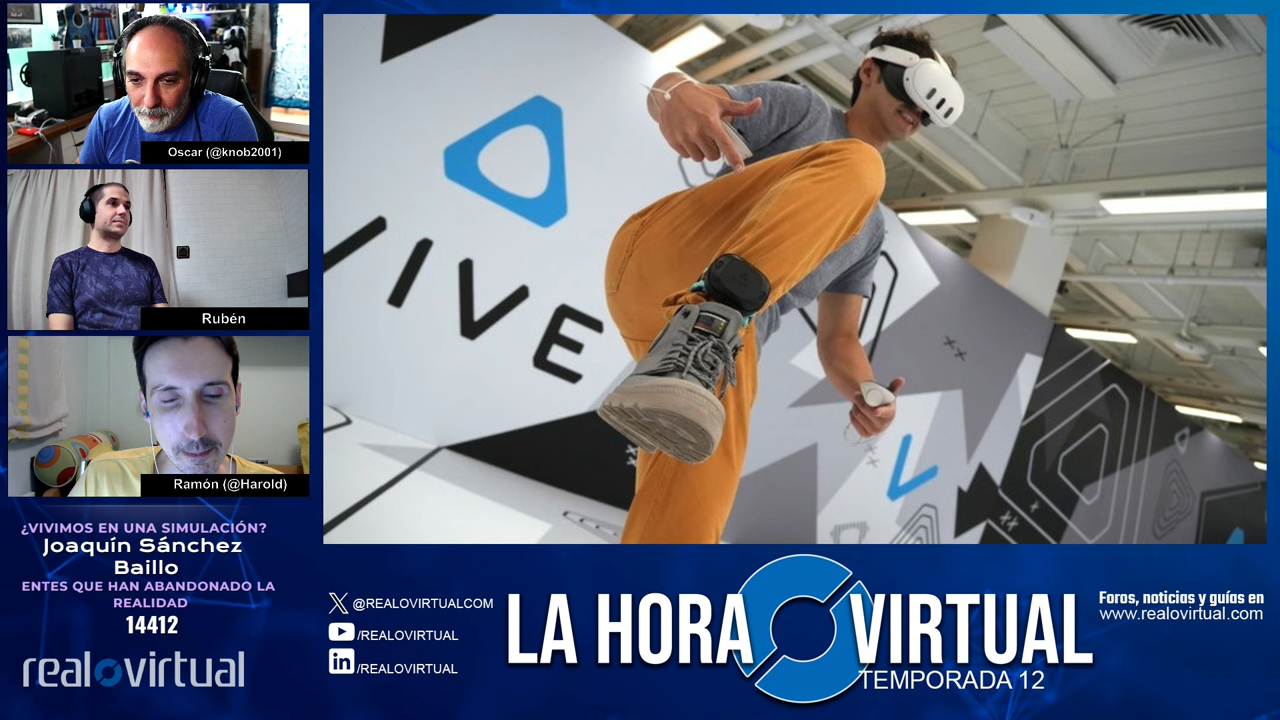 Oscar (@knob2001)
Rubén
Ramón (@Harold)
¿VIVIMOS EN UNA SIMULACIÓN?
Joaquín Sánchez
Baillo
ENTES QUE HAN ABANDONADO LA
REALIDAD
14412
realovirtual
VIVE
@REALOVIRTUALCOM
/REALOVIRTUAL
/REALOVIRTUAL
LA HORA VIRTUAL
TEMPORADA 12
Foros, noticias y guías en
www.realovirtual.com